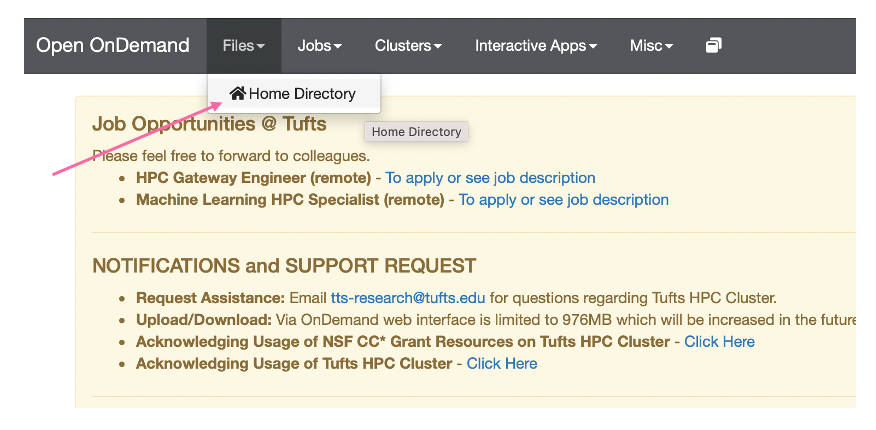 Open OnDemand Files Jobs Clusters Interactive Apps Misc
Home Directory
Job Opportunities @ Tufts
Home Directory
Please feel free to forward to colleagues.
• HPC Gateway Engineer (remote) - To apply or see job description
• Machine Learning HPC Specialist (remote) - To apply or see job description
NOTIFICATIONS and SUPPORT REQUEST
• Request Assistance: Email tts-research@tufts.edu for questions regarding Tufts HPC Cluster.
• Upload/Download: Via OnDemand web interface is limited to 976MB which will be increased in the future
• Acknowledging Usage of NSF CC* Grant Resources on Tufts HPC Cluster - Click Here
• Acknowledging Usage of Tufts HPC Cluster - Click Here